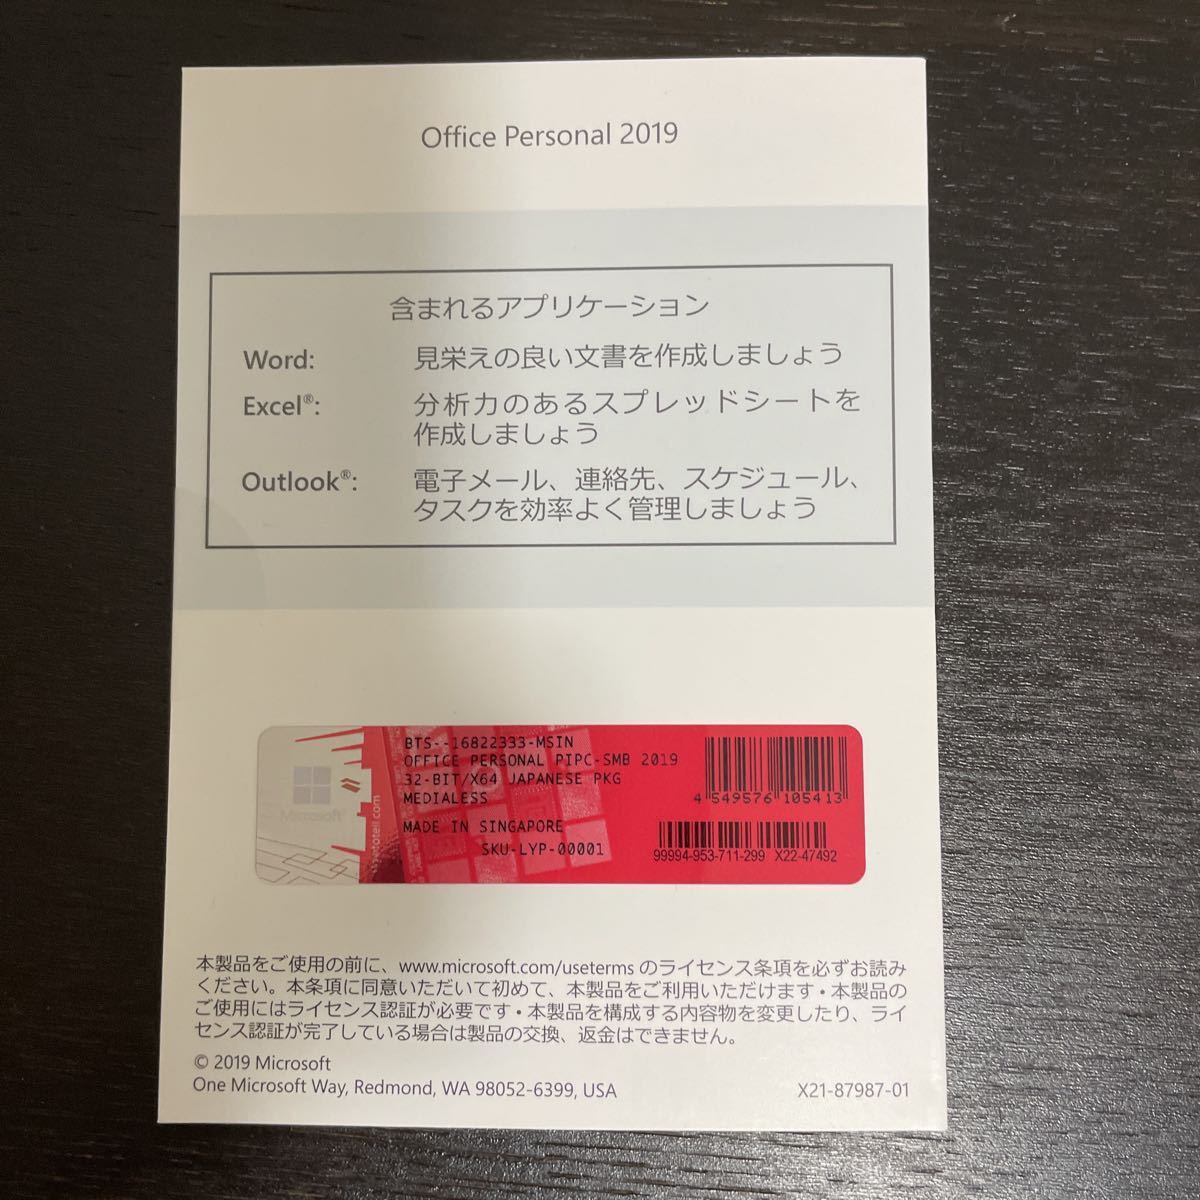 Office Personal 2019
含まれるアプリケーション
Word: 見栄えの良い文書を作成しましょう
Excel®: 分析力のあるスプレッドシートを
作成しましょう
Outlook®: 電子メール、連絡先、スケジュール、
タスクを効率よく管理しましょう
BTS--16822333-MSIN
OFFICE PERSONAL PIPC-SMB 2019
32-BIT/X64 JAPANESE PKG
MEDIALESS
MADE IN SINGAPORE
SKU-LYP-00001
4 549576 105413
99994-953-711-299 X22-47492
Microsoft
本製品をご使用の前に、www.microsoft.com/useterms のライセンス条項を必ずお読み
ください。本条項に同意いただいて初めて、本製品をご利用いただけます・本製品の
ご使用にはライセンス認証が必要です・本製品を構成する内容物を変更したり、ライ
センス認証が完了している場合は製品の交換、返金はできません。
© 2019 Microsoft
One Microsoft Way, Redmond, WA 98052-6399, USA
X21-87987-01